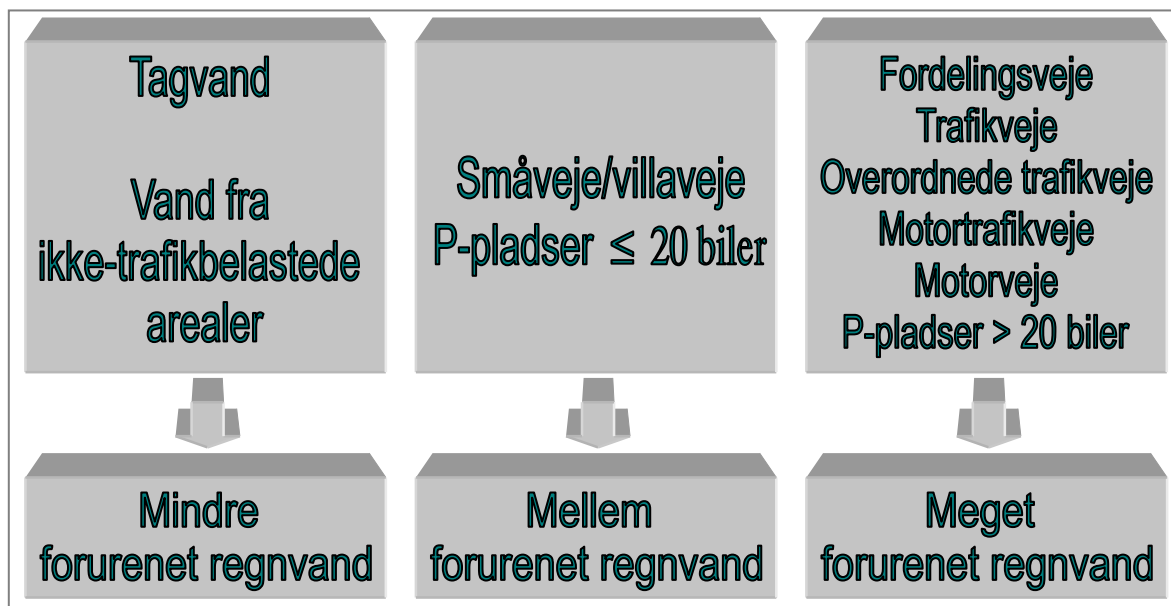 Tagvand
Vand fra
ikke-trafikbelastede
arealer
Småveje/villaveje
P-pladser ≤ 20 biler
Fordelingsveje
Trafikveje
Overordnede trafikveje
Motortrafikveje
Motorveje
P-pladser > 20 biler
Mindre
forurenet regnvand
Mellem
forurenet regnvand
Meget
forurenet regnvand